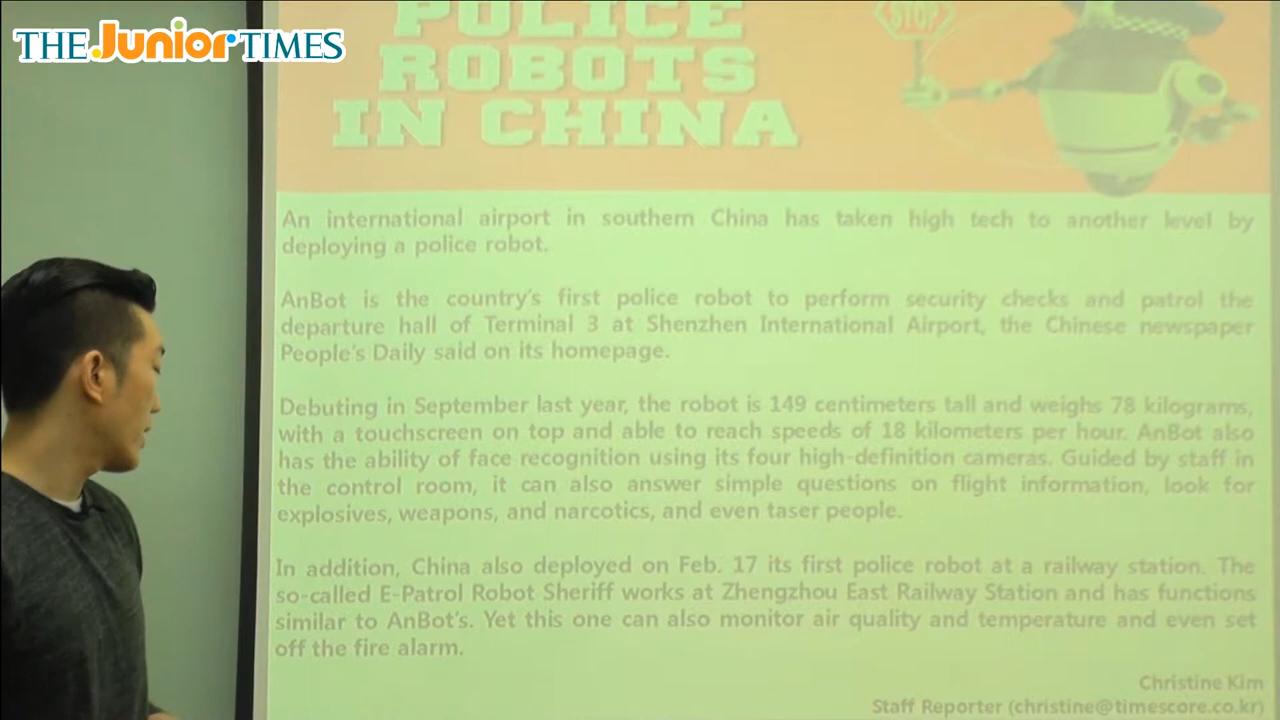 THE Junior TIMES
POLICE
ROBOTS
IN CHINA
STOP
An international airport in southern China has taken high tech to another level by
deploying a police robot.
AnBot is the country's first police robot to perform security checks and patrol the
departure hall of Terminal 3 at Shenzhen International Airport, the Chinese newspaper
People's Daily said on its homepage.
Debuting in September last year, the robot is 149 centimeters tall and weighs 78 kilograms,
with a touchscreen on top and able to reach speeds of 18 kilometers per hour. AnBot also
has the ability of face recognition using its four high-definition cameras. Guided by staff in
the control room, it can also answer simple questions on flight information, look for
explosives, weapons, and narcotics, and even taser people.
In addition, China also deployed on Feb. 17 its first police robot at a railway station. The
so-called E-Patrol Robot Sheriff works at Zhengzhou East Railway Station and has functions
similar to AnBot's. Yet this one can also monitor air quality and temperature and even set
off the fire alarm.
Christine Kim
Staff Reporter (christine@timescore.co.kr)